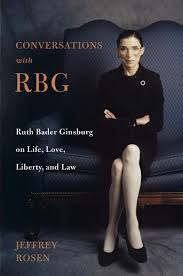 CONVERSATIONS
with
RBG
Ruth Bader Ginsburg
on Life, Love,
Liberty, and Law
JEFFREY
ROSEN